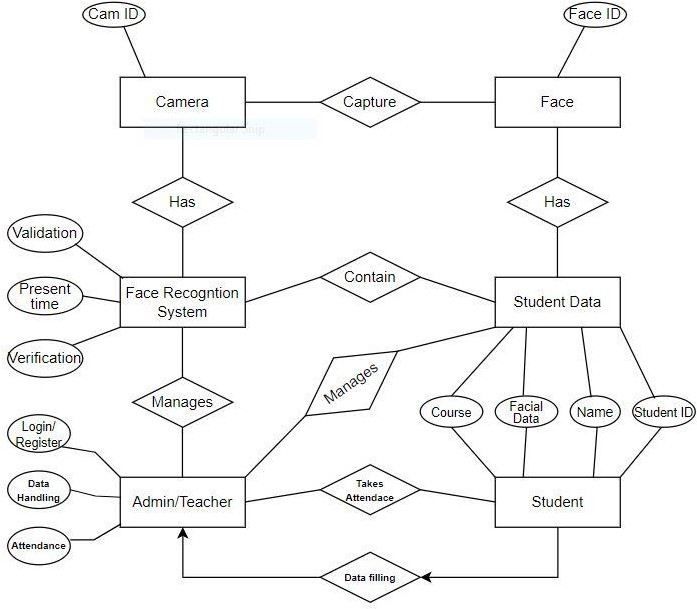 Cam ID
Face ID
Camera
Capture
Face
Rectangular Snip
Has
Has
Validation
Present
time
Verification
Face Recogntion
System
Contain
Student Data
Manages
Manages
Course
Facial
Data
Name
Student ID
Login/
Register
Data
Handling
Attendance
Admin/Teacher
Takes
Attendace
Student
Data filling